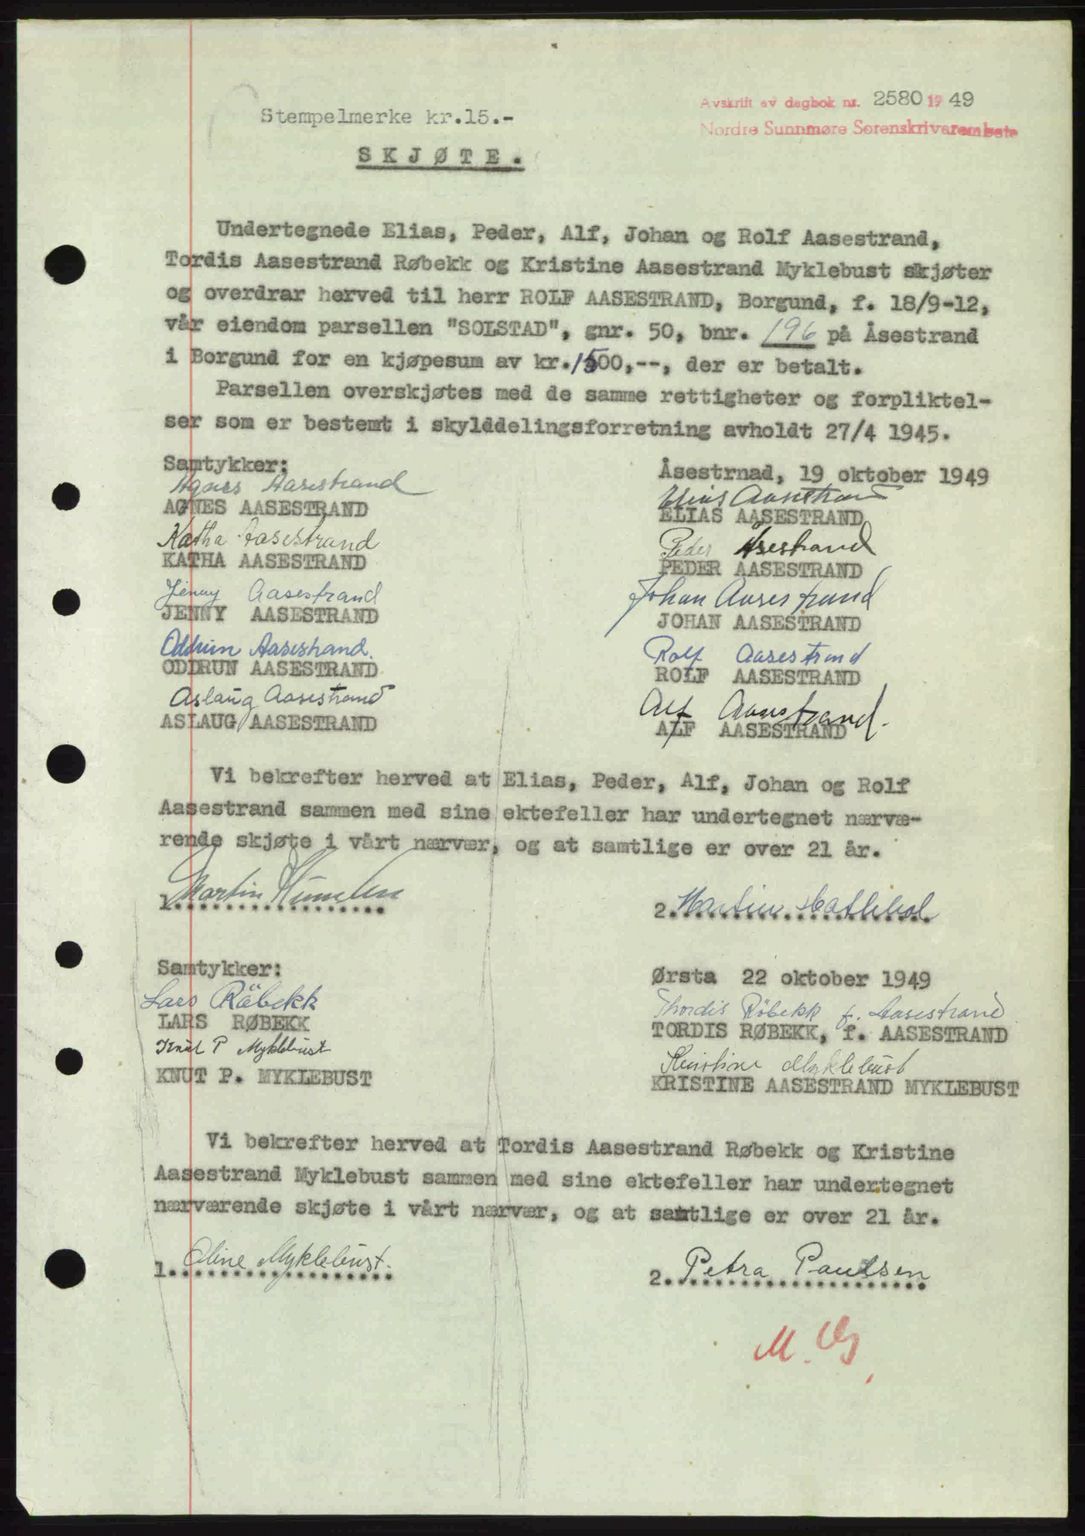 Avskrift av dagbok nr. 2580 1949
Stempelmerke kr.15.-
Nordre Sunnmøre Sorenskriverembete
SKJØTE.
Undertegnede Elias, Peder, Alf, Johan og Rolf Aasestrand,
Tordis Aasestrand Røbekk og Kristine Aasestrand Myklebust skjøter
og overdrar herved til herr ROLF AASESTRAND, Borgund, f. 18/9-12,
vår eiendom parsellen "SOLSTAD", gnr. 50, bnr. 196 på Åsestrand
i Borgund for en kjøpesum av kr.1500,--, der er betalt.
Parsellen overskjøtes med de samme rettigheter og forpliktel-
ser som er bestemt i skylddelingsforretning avholdt 27/4 1945.
Samtykker:
Åsestrnad, 19 oktober 1949
Agnes Aasestrand
Elias Aasestrand
AGNES AASESTRAND
ELIAS AASESTRAND
Katha Aasestrand
Peder Åsestrand
KATHA AASESTRAND
PEDER AASESTRAND
Jenny Aasestrand
Johan Aasestrand
JENNY AASESTRAND
JOHAN AASESTRAND
Oddrun Aasestrand.
Rolf Aasestrand
ODDRUN AASESTRAND
ROLF AASESTRAND
Aslaug Aasestrand
Alf Aasestrand.
ASLAUG AASESTRAND
ALF AASESTRAND
Vi bekrefter herved at Elias, Peder, Alf, Johan og Rolf
Aasestrand sammen med sine ektefeller har undertegnet nærvæ-
rende skjøte i vårt nærvær, og at samtlige er over 21 år.
1. Martin
2. Martin
Samtykker:
Ørsta 22 oktober 1949
Lars Röbekk
Thordis Röbekk f. Aasestrand
LARS RØBEKK
TORDIS RØBEKK, f. AASESTRAND
Knut P Myklebust
Kristine Myklebust
KNUT P. MYKLEBUST
KRISTINE AASESTRAND MYKLEBUST
Vi bekrefter herved at Tordis Aasestrand Røbekk og Kristine
Aasestrand Myklebust sammen med sine ektefeller har undertegnet
nærværende skjøte i vårt nærvær, og at samtlige er over 21 år.
1. Oline Myklebust.
2. Petra Paulsen